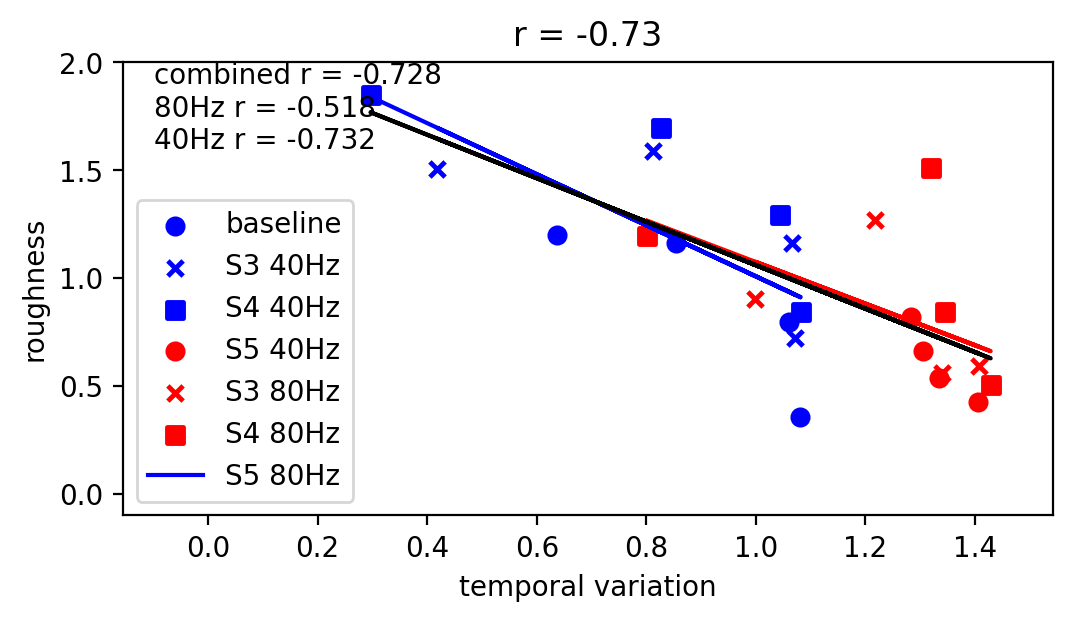 r = -0.73
combined r = -0.728
80Hz r = -0.518
40Hz r = -0.732
2.0
1.5
1.0
0.5
0.0
roughness
baseline
S3 40Hz
S4 40Hz
S5 40Hz
S3 80Hz
S4 80Hz
S5 80Hz
0.0 0.2 0.4 0.6 0.8 1.0 1.2 1.4
temporal variation